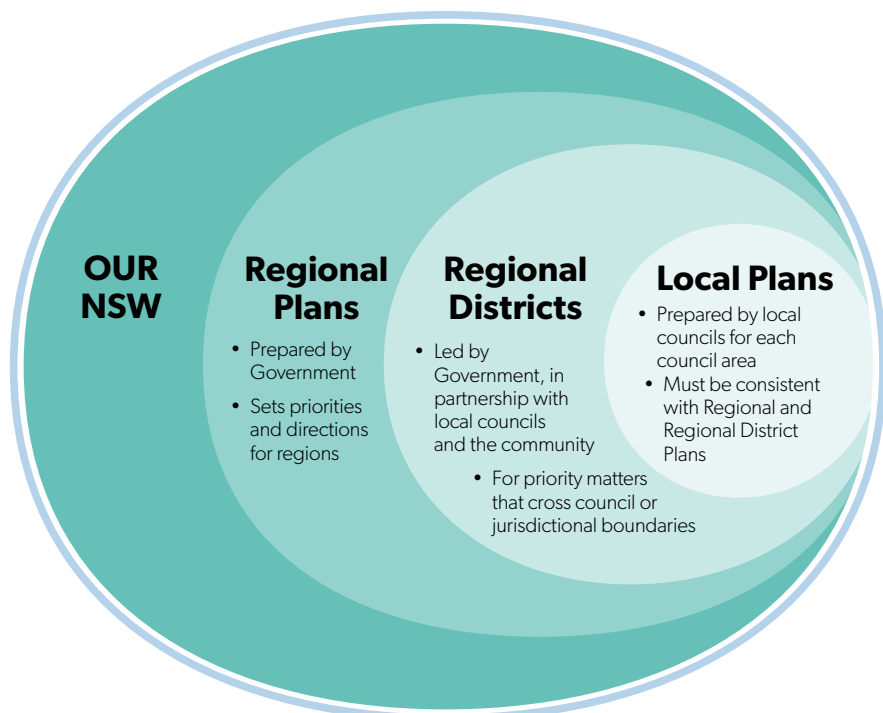 OUR
NSW
Regional
Plans
• Prepared by
Government
• Sets priorities
and directions
for regions
Regional
Districts
• Led by
Government, in
partnership with
local councils
and the community
• For priority matters
that cross council or
jurisdictional boundaries
Local Plans
• Prepared by local
councils for each
council area
• Must be consistent
with Regional and
Regional District
Plans